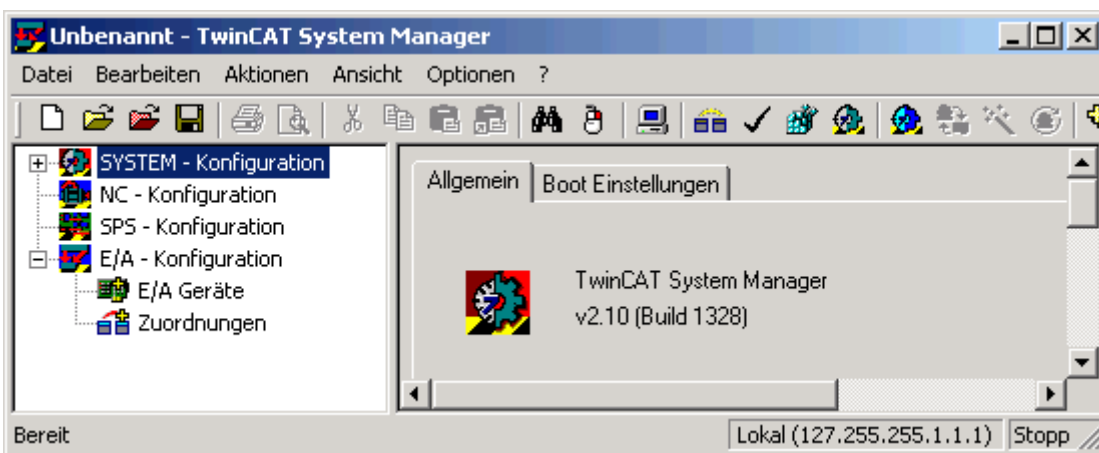 Unbenannt - TwinCAT System Manager
Datei Bearbeiten Aktionen Ansicht Optionen ?
SYSTEM - Konfiguration
NC - Konfiguration
SPS - Konfiguration
E/A - Konfiguration
E/A Geräte
Zuordnungen
Allgemein Boot Einstellungen
TwinCAT System Manager
v2.10 (Build 1328)
Bereit Lokal (127.255.255.1.1.1) Stopp